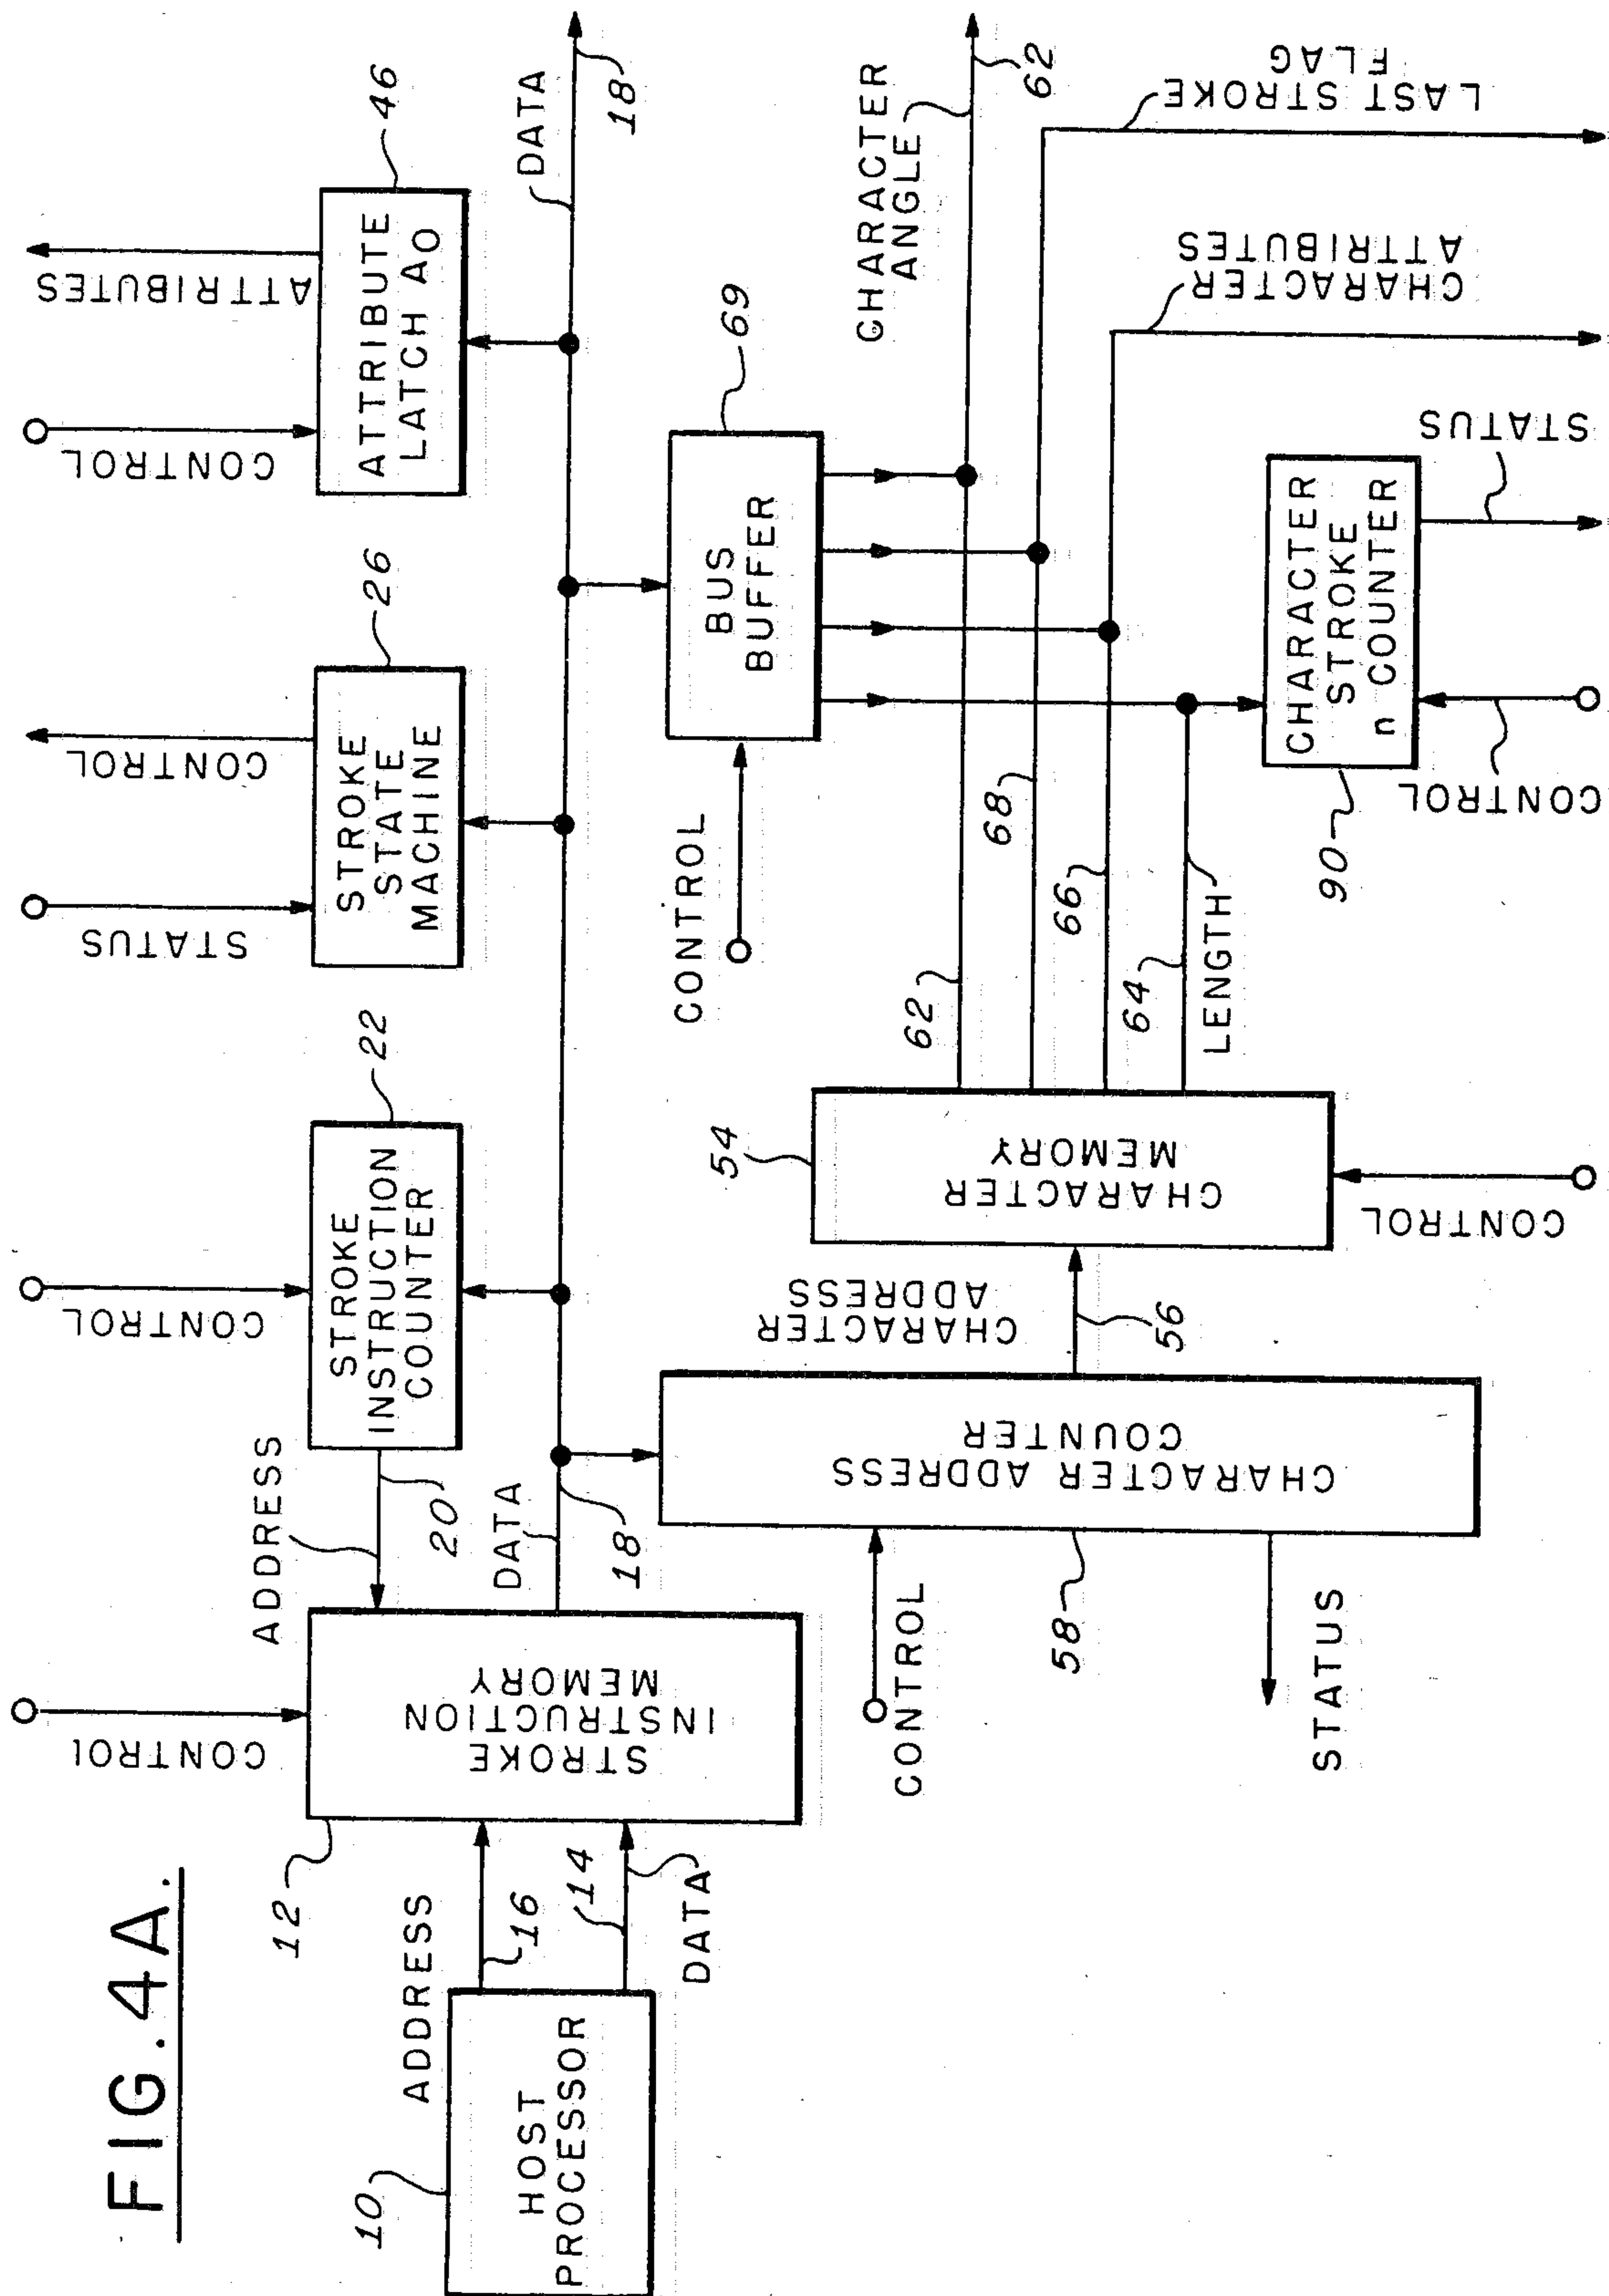 FIG. 4A.
CONTROL
CONTROL
STATUS
CONTROL
CONTROL
ATTRIBUTES
12
STROKE
INSTRUCTION
MEMORY
ADDRESS
20
STROKE
INSTRUCTION
COUNTER
22
STROKE
STATE
MACHINE
26
ATTRIBUTE
LATCH A0
46
10
HOST
PROCESSOR
ADDRESS
16
14
DATA
DATA
18
DATA
18
CONTROL
58
STATUS
CHARACTER ADDRESS
COUNTER
CHARACTER
ADDRESS
56
54
CHARACTER
MEMORY
CONTROL
CONTROL
BUS
BUFFER
69
62
68
66
64
LENGTH
CHARACTER
ANGLE
62
90
CHARACTER
STROKE
n COUNTER
CONTROL
STATUS
CHARACTER
ATTRIBUTES
LAST STROKE
FLAG